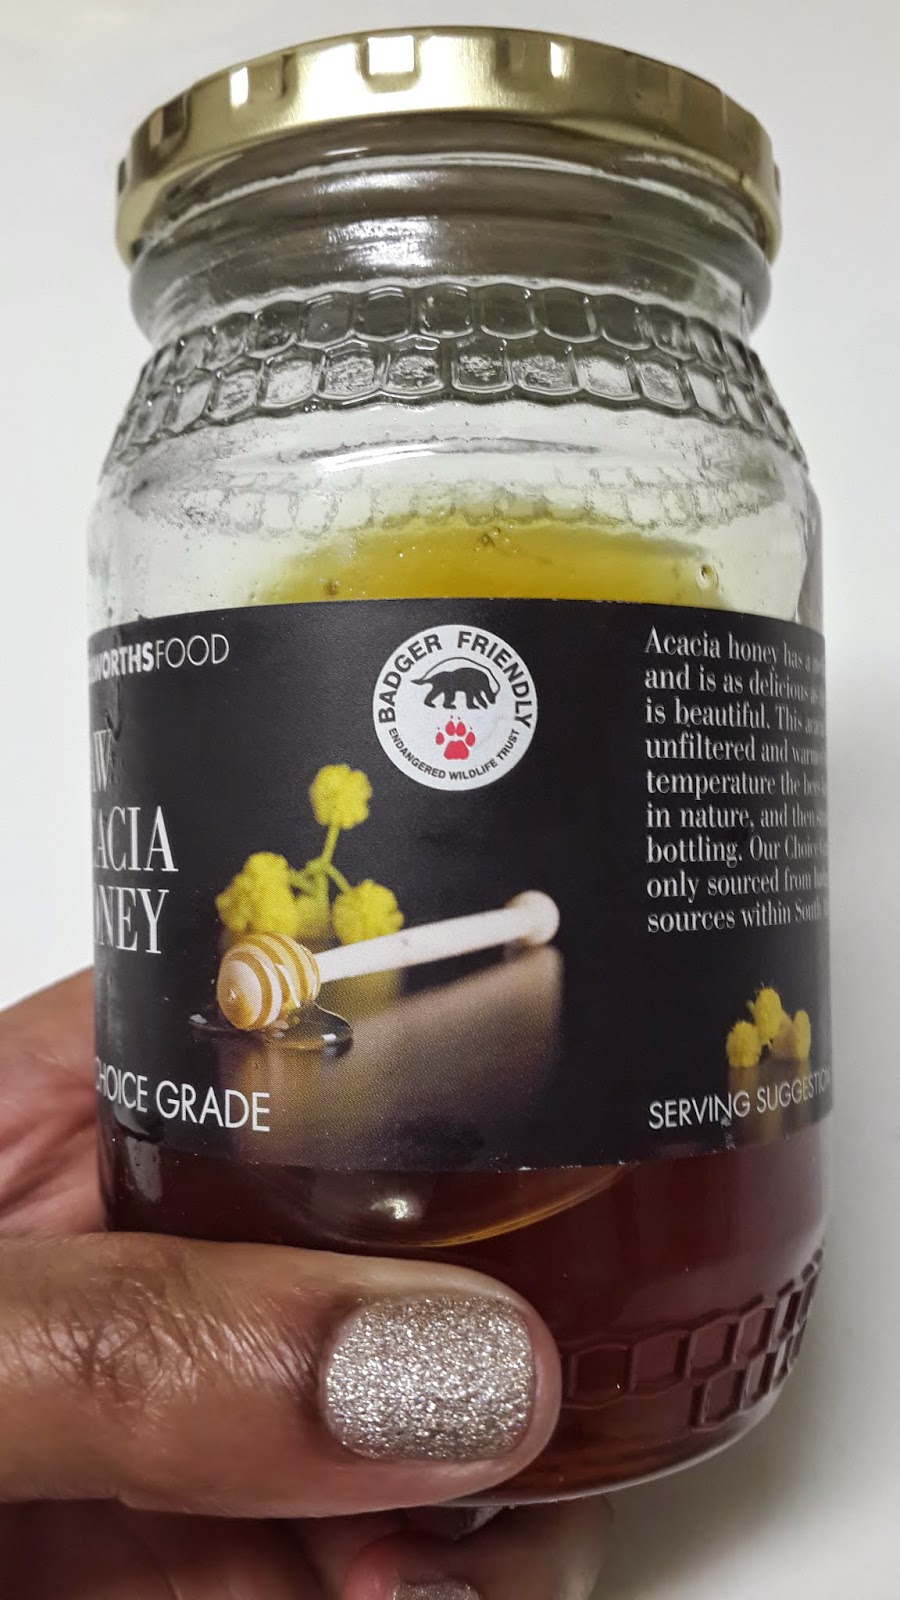 WORTHSFOOD
BADGER FRIENDLY
ENDANGERED WILDLIFE TRUST
ACIA
NEY
CHOICE GRADE
Acacia honey has a
and is as delicious as
is beautiful. This
unfiltered and
temperature the bees
in nature, and then
bottling. Our Choice
only sourced from
sources within South
SERVING SUGGESTION